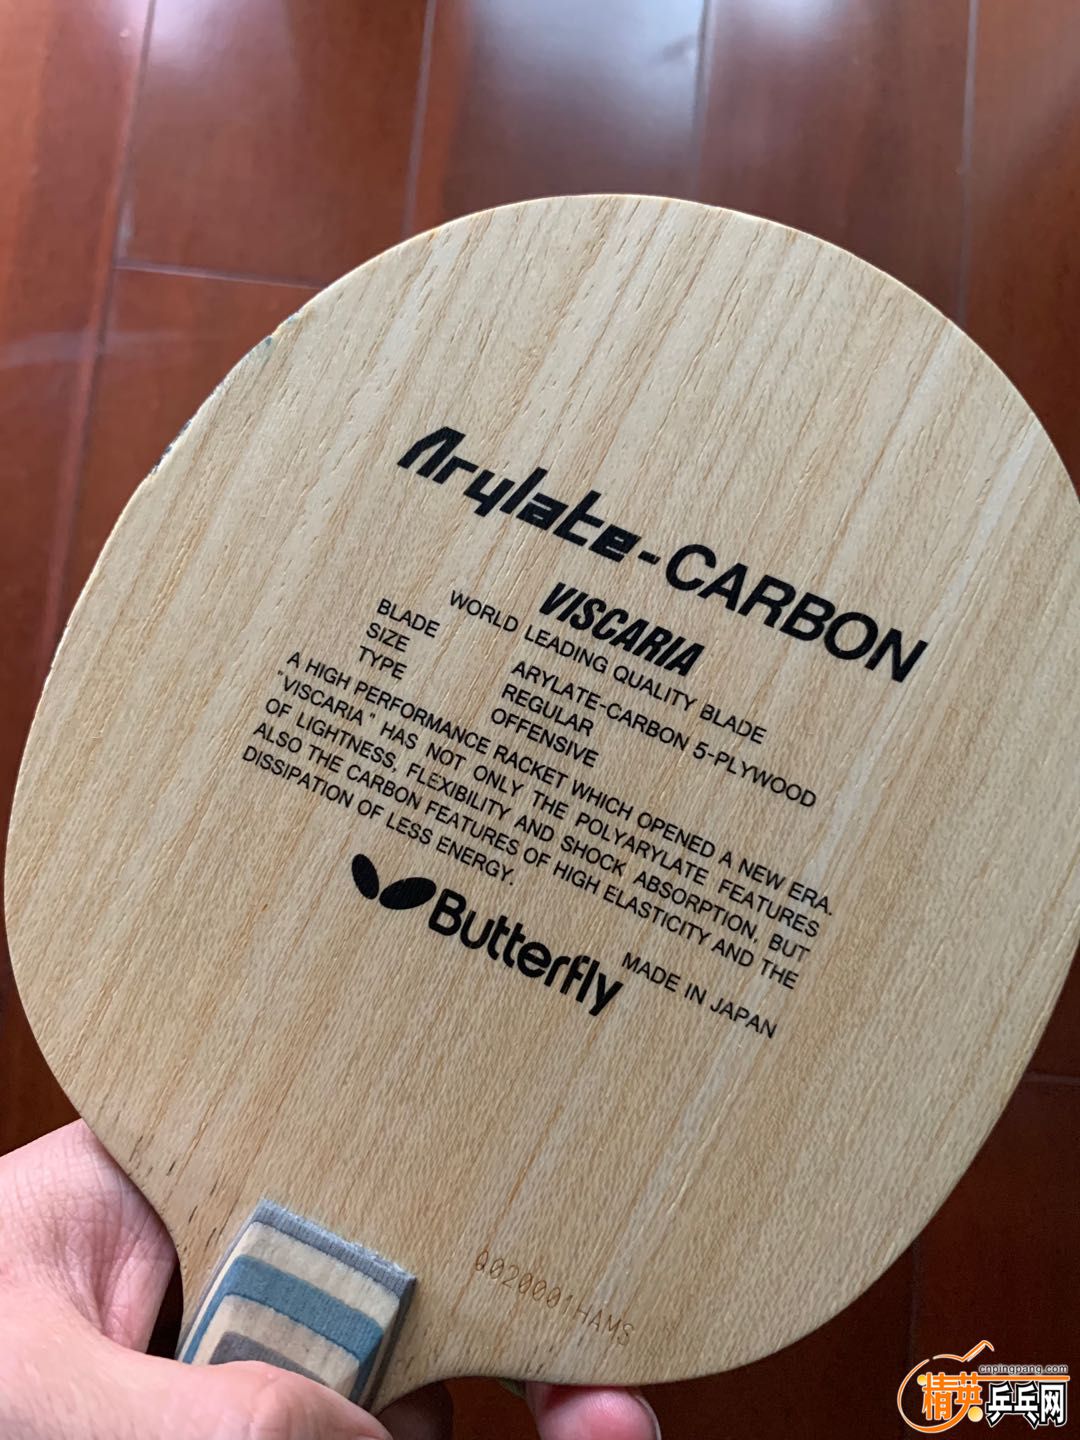 Arylate-CARBON
VISCARIA
WORLD LEADING QUALITY BLADE
BLADE ARYLATE-CARBON 5-PLYWOOD
SIZE REGULAR
TYPE OFFENSIVE
A HIGH PERFORMANCE RACKET WHICH OPENED A NEW ERA.
"VISCARIA" HAS NOT ONLY THE POLYARYLATE FEATURES
OF LIGHTNESS, FLEXIBILITY AND SHOCK ABSORPTION, BUT
ALSO THE CARBON FEATURES OF HIGH ELASTICITY AND THE
DISSIPATION OF LESS ENERGY.
Butterfly MADE IN JAPAN
Q020001HAMS
cnpingpang.com
精英乒乓网